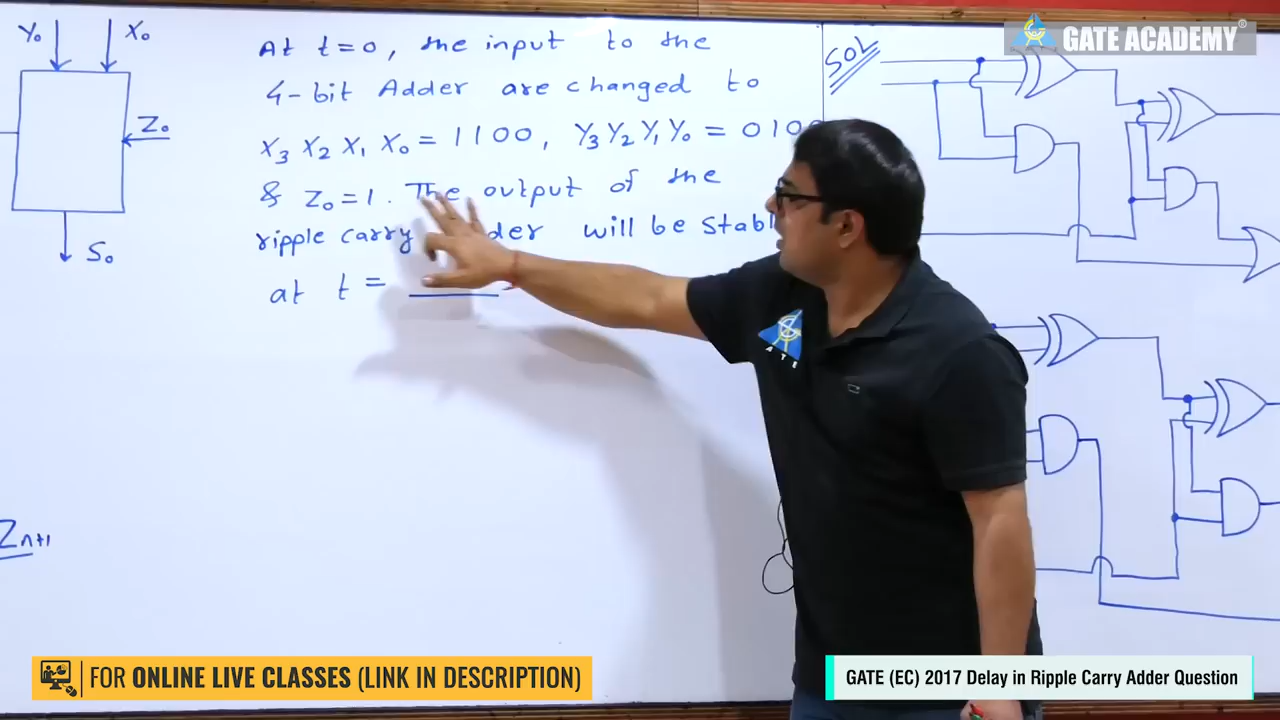 Y₀ X₀
Z₀
S₀
Zn+1
At t=0, the input to the
4-bit Adder are changed to
X₃ X₂ X₁ X₀ = 1100, Y₃ Y₂ Y₁ Y₀ = 010
& Z₀ = 1. The output of the
ripple carry will be
at t =
SOL
GATE ACADEMY®
ATE
FOR ONLINE LIVE CLASSES (LINK IN DESCRIPTION)
GATE (EC) 2017 Delay in Ripple Carry Adder Question